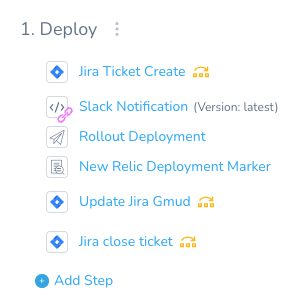 1. Deploy
Jira Ticket Create
Slack Notification (Version: latest)
Rollout Deployment
New Relic Deployment Marker
Update Jira Gmud
Jira close ticket
Add Step